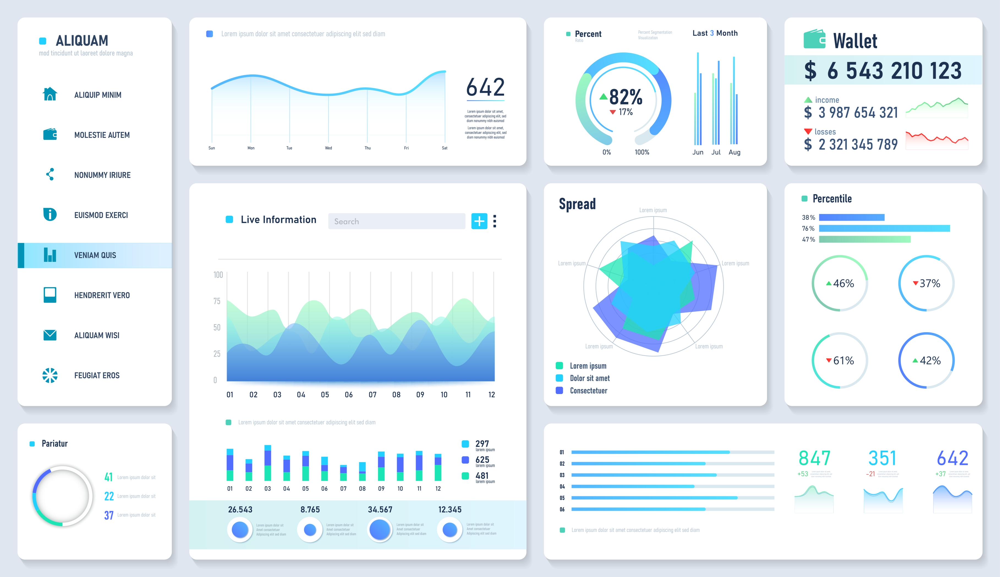 ALIQUAM
mod tincidunt ut laoreet dolore magna
ALIQUIP MINIM
MOLESTIE AUTEM
NONUMMY IRIURE
EUISMOD EXERCI
VENIAM QUIS
HENDRERIT VERO
ALIQUAM WISI
FEUGIAT EROS
Pariatur
41 Lorem ipsum dolor sit
22 Lorem ipsum dolor sit
37 Lorem ipsum dolor sit
Lorem ipsum dolor sit amet consectetuer adipiscing elit sed diam
642
Lorem ipsum dolor sit amet,
consectetuer adipiscing elit, sed
diam nonummy nibh euismod
Lorem ipsum dolor sit amet,
consectetuer adipiscing elit, sed
diam nonummy nibh euismod
Sun Mon Tue Wed Thu Fri Sat
Live Information
Search
100
75
50
25
0
01 02 03 04 05 06 07 08 09 10 11 12
Lorem ipsum dolor sit amet consectetuer adipiscing elit sed diam
297
lorem ipsum
625
lorem ipsum
481
lorem ipsum
01 02 03 04 05 06 07 08 09 10 11 12
26.543
Lorem ipsum dolor sit
Amet consectetuer
Adipiscing elit sed diam
8.765
Lorem ipsum dolor sit
Amet consectetuer
Adipiscing elit sed diam
34.567
Lorem ipsum dolor sit
Amet consectetuer
Adipiscing elit sed diam
12.345
Lorem ipsum dolor sit
Amet consectetuer
Adipiscing elit sed diam
Percent
Ratio
Percent Segmentation
Visualization
Last 3 Month
82%
17%
0% 100%
Jun Jul Aug
Wallet
$ 6 543 210 123
income
$ 3 987 654 321
losses
$ 2 321 345 789
Spread
Lorem ipsum
Lorem ipsum
Lorem ipsum
Lorem ipsum
Lorem ipsum
Lorem ipsum
Dolor sit amet
Consectetuer
Percentile
38%
76%
47%
46%
37%
61%
42%
01
02
03
04
05
06
Lorem ipsum dolor sit amet consectetuer adipiscing elit sed diam
847
+53
351
-21
642
+37